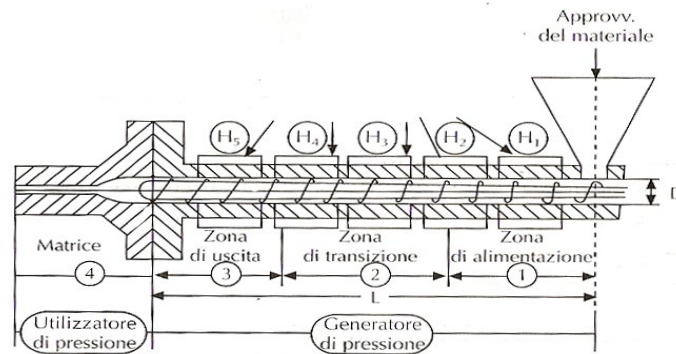 Approvv.
del materiale
H5 H4 H3 H2 H1
D
Matrice
Zona
di uscita
Zona
di transizione
Zona
di alimentazione
4 3 2 1
L
Utilizzatore
di pressione
Generatore
di pressione